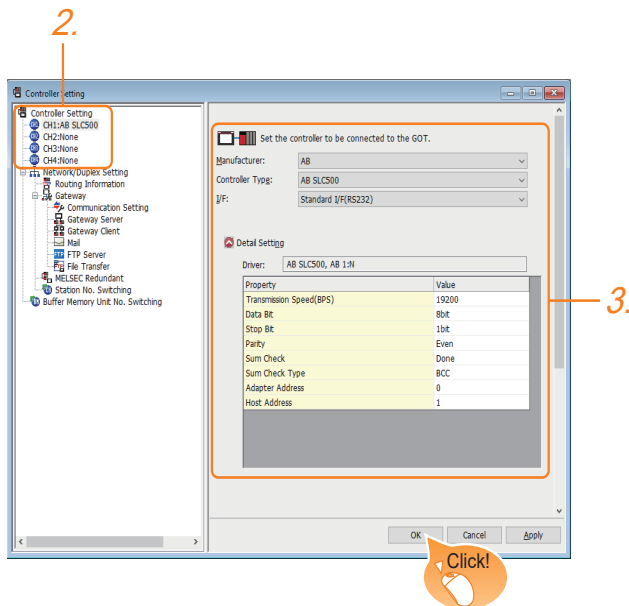 2.
Controller Setting
Controller Setting
CH1:AB SLC500
CH2:None
CH3:None
CH4:None
Network/Duplex Setting
Routing Information
Gateway
Communication Setting
Gateway Server
Gateway Client
Mail
FTP Server
File Transfer
MELSEC Redundant
Station No. Switching
Buffer Memory Unit No. Switching
Set the controller to be connected to the GOT.
Manufacturer: AB
Controller Type: AB SLC500
I/F: Standard I/F(RS232)
Detail Setting
Driver: AB SLC500, AB 1:N
Property Value
Transmission Speed(BPS) 19200
Data Bit 8bit
Stop Bit 1bit
Parity Even
Sum Check Done
Sum Check Type BCC
Adapter Address 0
Host Address 1
3.
OK Cancel Apply
Click!